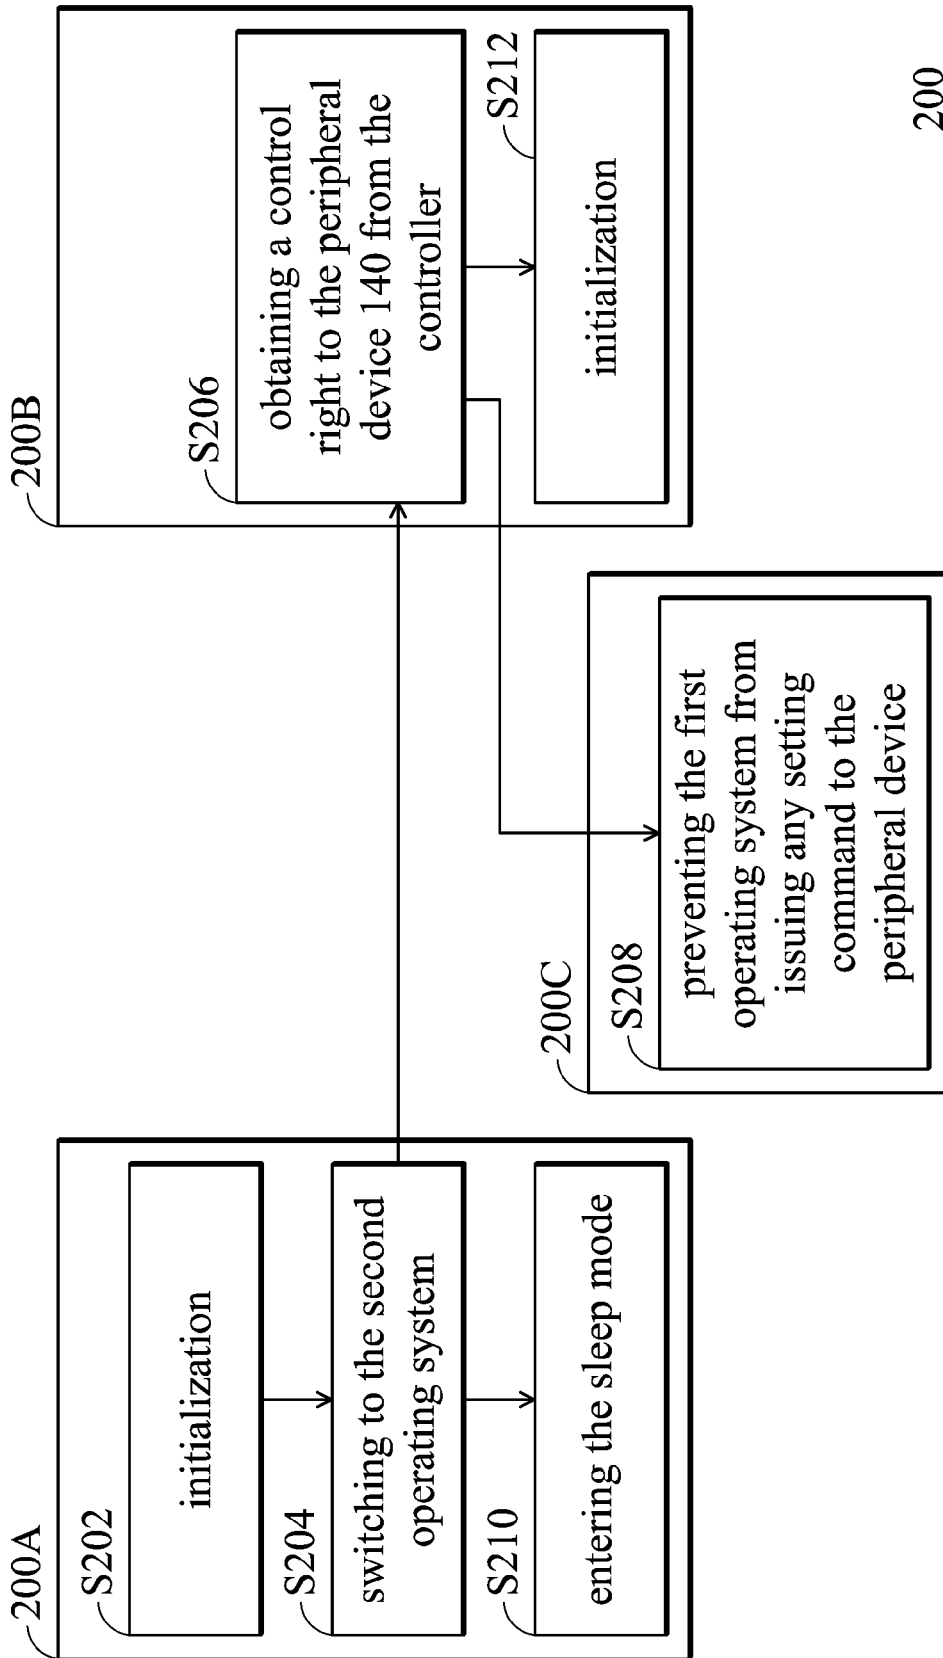 200A
S202
initialization
S204
switching to the second
operating system
S210
entering the sleep mode
200B
S206
obtaining a control
right to the peripheral
device 140 from the
controller
S212
initialization
200C
S208
preventing the first
operating system from
issuing any setting
command to the
peripheral device
200